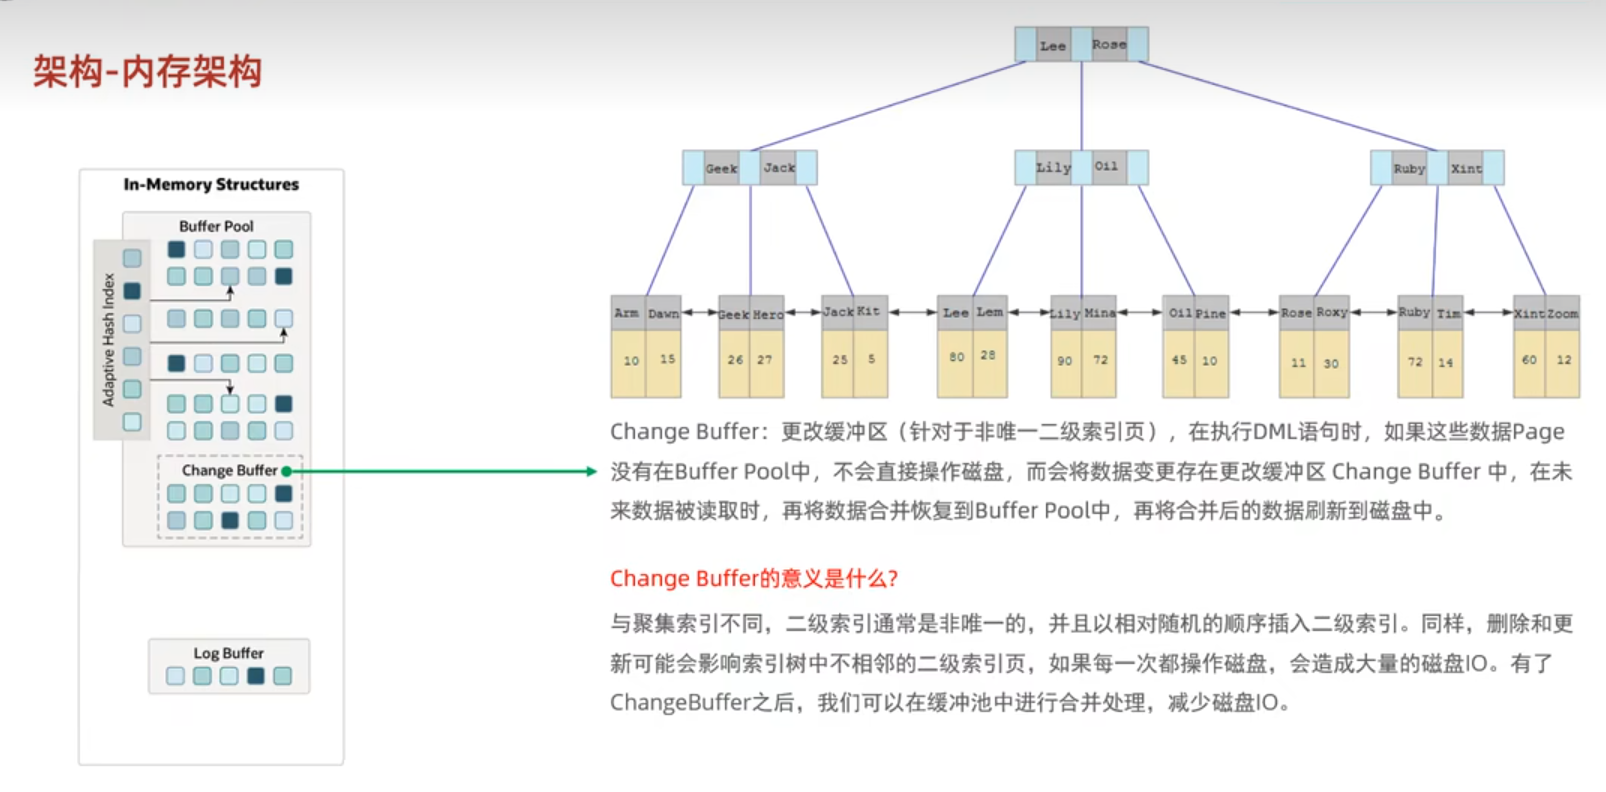 架构-内存架构
In-Memory Structures
Buffer Pool
Adaptive Hash Index
Change Buffer
Log Buffer
Lee Rose
Geek Jack
Lily Oil
Ruby Xint
Arm Dawn Geek Hero Jack Kit Lee Lem Lily Mina Oil Pine Rose Roxy Ruby Tim Xint Zoom
10 15 26 27 25 5 80 28 90 72 45 10 11 30 72 14 60 12
Change Buffer：更改缓冲区（针对于非唯一二级索引页），在执行DML语句时，如果这些数据Page
没有在Buffer Pool中，不会直接操作磁盘，而会将数据变更存在更改缓冲区 Change Buffer 中，在未
来数据被读取时，再将数据合并恢复到Buffer Pool中，再将合并后的数据刷新到磁盘中。
Change Buffer的意义是什么?
与聚集索引不同，二级索引通常是非唯一的，并且以相对随机的顺序插入二级索引。同样，删除和更
新可能会影响索引树中不相邻的二级索引页，如果每一次都操作磁盘，会造成大量的磁盘IO。有了
ChangeBuffer之后，我们可以在缓冲池中进行合并处理，减少磁盘IO。